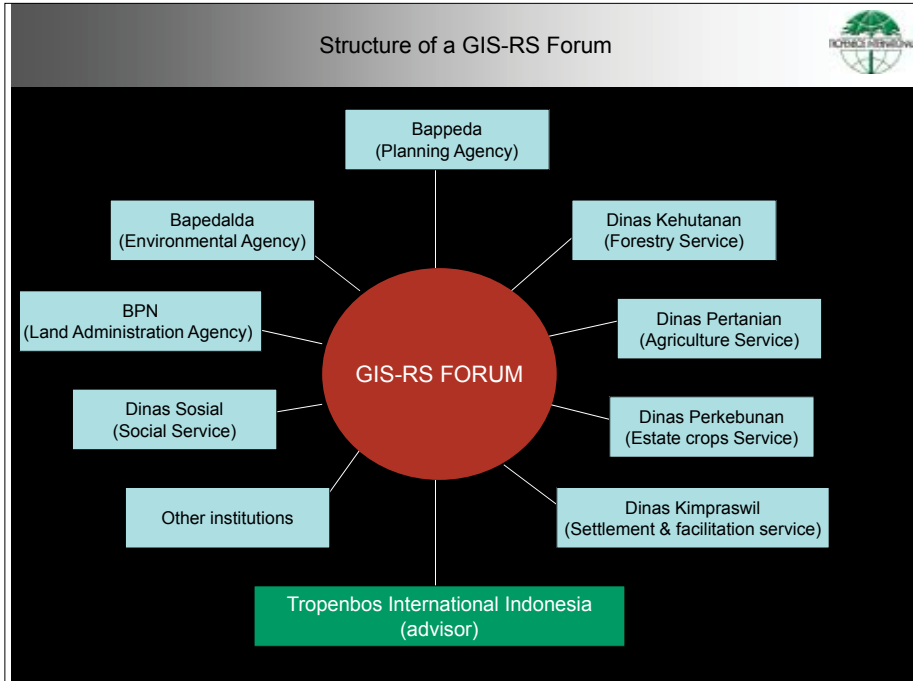 Structure of a GIS-RS Forum
TROPENBOS INTERNATIONAL
Bappeda
(Planning Agency)
Bapedalda
(Environmental Agency)
Dinas Kehutanan
(Forestry Service)
BPN
(Land Administration Agency)
Dinas Pertanian
(Agriculture Service)
GIS-RS FORUM
Dinas Sosial
(Social Service)
Dinas Perkebunan
(Estate crops Service)
Other institutions
Dinas Kimpraswil
(Settlement & facilitation service)
Tropenbos International Indonesia
(advisor)